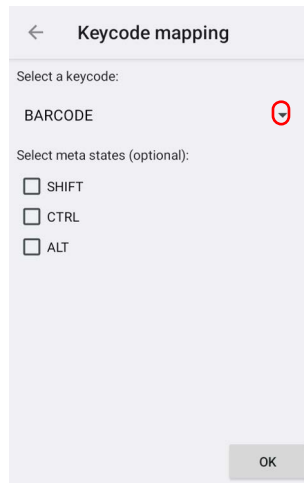 Keycode mapping
Select a keycode:
BARCODE
Select meta states (optional):
SHIFT
CTRL
ALT
OK